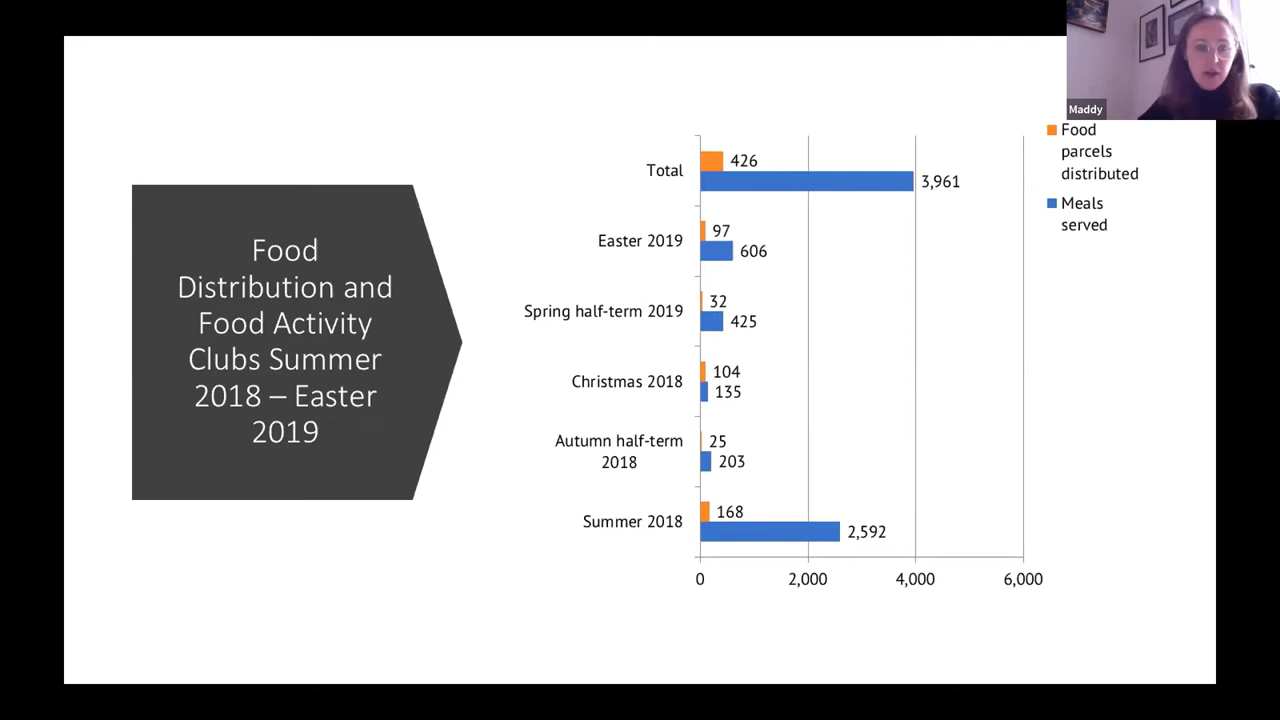 Maddy
Food
Distribution and
Food Activity
Clubs Summer
2018 – Easter
2019
Total
426
3,961
Easter 2019
97
606
Spring half-term 2019
32
425
Christmas 2018
104
135
Autumn half-term
2018
25
203
Summer 2018
168
2,592
0 2,000 4,000 6,000
Food
parcels
distributed
Meals
served